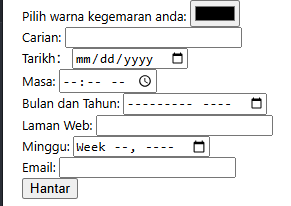 Pilih warna kegemaran anda:
Carian:
Tarikh: mm/dd/yyyy
Masa: --:-- --
Bulan dan Tahun: --------- ----
Laman Web:
Minggu: Week --, ----
Email:
Hantar